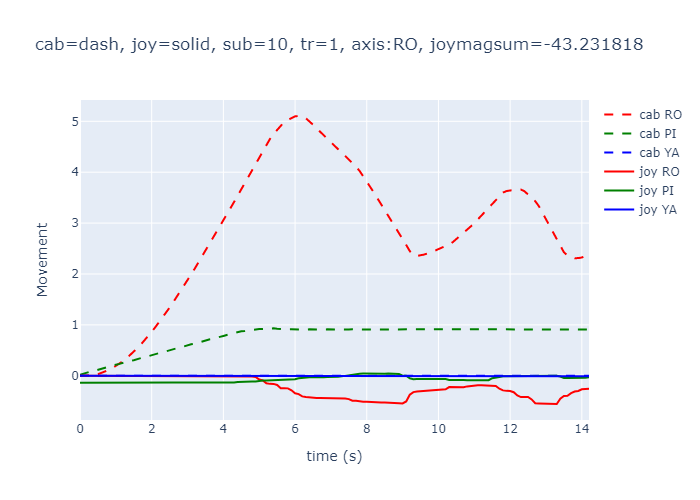 cab=dash, joy=solid, sub=10, tr=1, axis:RO, joymagsum=-43.231818
cab RO
cab PI
cab YA
joy RO
joy PI
joy YA
Movement
5
4
3
2
1
0
0 2 4 6 8 10 12 14
time (s)